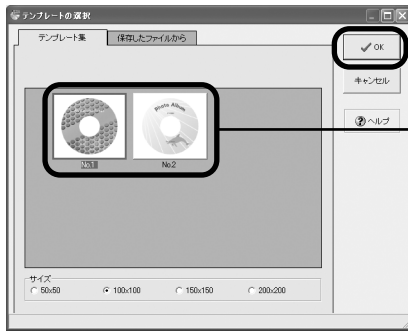 テンプレートの選択
テンプレート集
保存したファイルから
OK
キャンセル
ヘルプ
Photo Album
No.1
No.2
サイズ
50x50
100x100
150x150
200x200